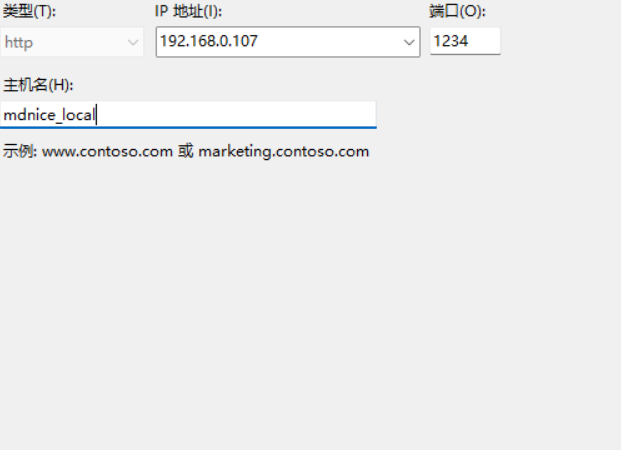 类型(T): IP 地址(I): 端口(O):
http 192.168.0.107 1234
主机名(H):
mdnice_local
示例: www.contoso.com 或 marketing.contoso.com